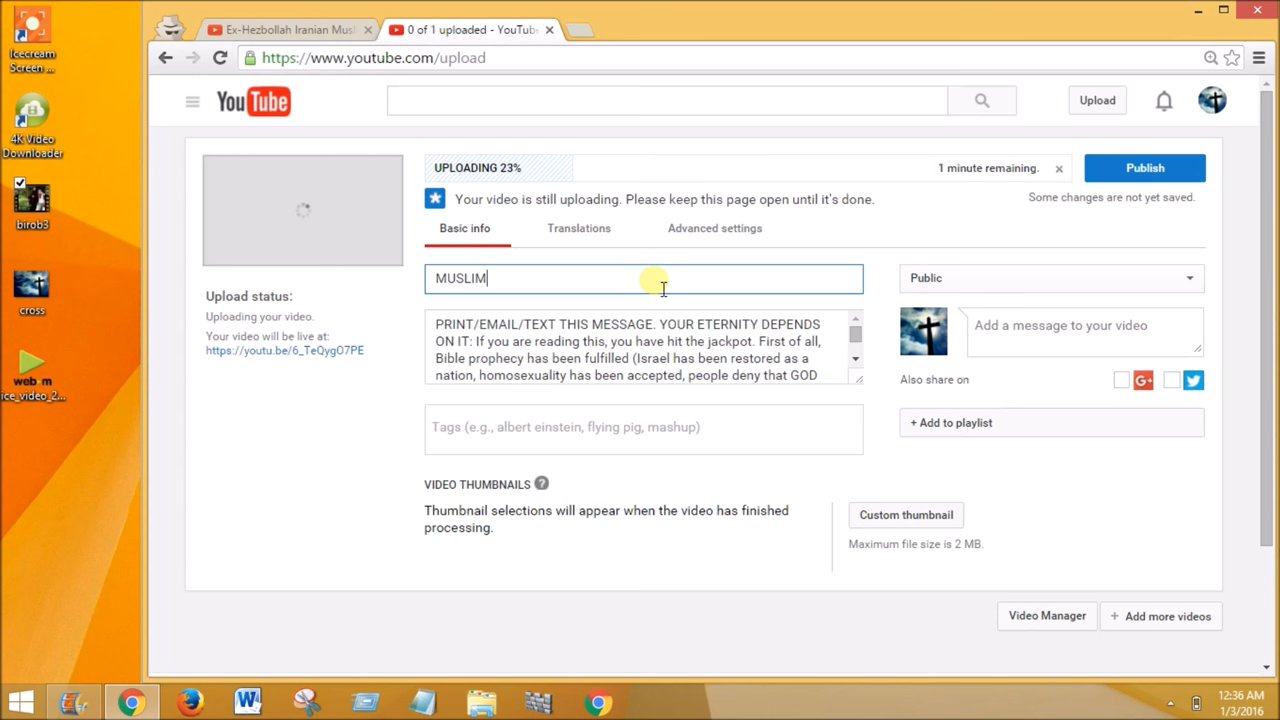 Icecream
Screen ...
4K Video
Downloader
birob3
cross
web m
ice_video_2...
Ex-Hezbollah Iranian Musl
0 of 1 uploaded - YouTube
https://www.youtube.com/upload
YouTube
Upload
UPLOADING 23%
1 minute remaining.
Publish
Your video is still uploading. Please keep this page open until it's done.
Some changes are not yet saved.
Basic info
Translations
Advanced settings
MUSLIM
Public
Upload status:
Uploading your video.
Your video will be live at:
https://youtu.be/6_TeQygO7PE
PRINT/EMAIL/TEXT THIS MESSAGE. YOUR ETERNITY DEPENDS
ON IT: If you are reading this, you have hit the jackpot. First of all,
Bible prophecy has been fulfilled (Israel has been restored as a
nation, homosexuality has been accepted, people deny that GOD
Add a message to your video
Also share on
G+
Tags (e.g., albert einstein, flying pig, mashup)
+ Add to playlist
VIDEO THUMBNAILS ?
Thumbnail selections will appear when the video has finished
processing.
Custom thumbnail
Maximum file size is 2 MB.
Video Manager
+ Add more videos
12:36 AM
1/3/2016